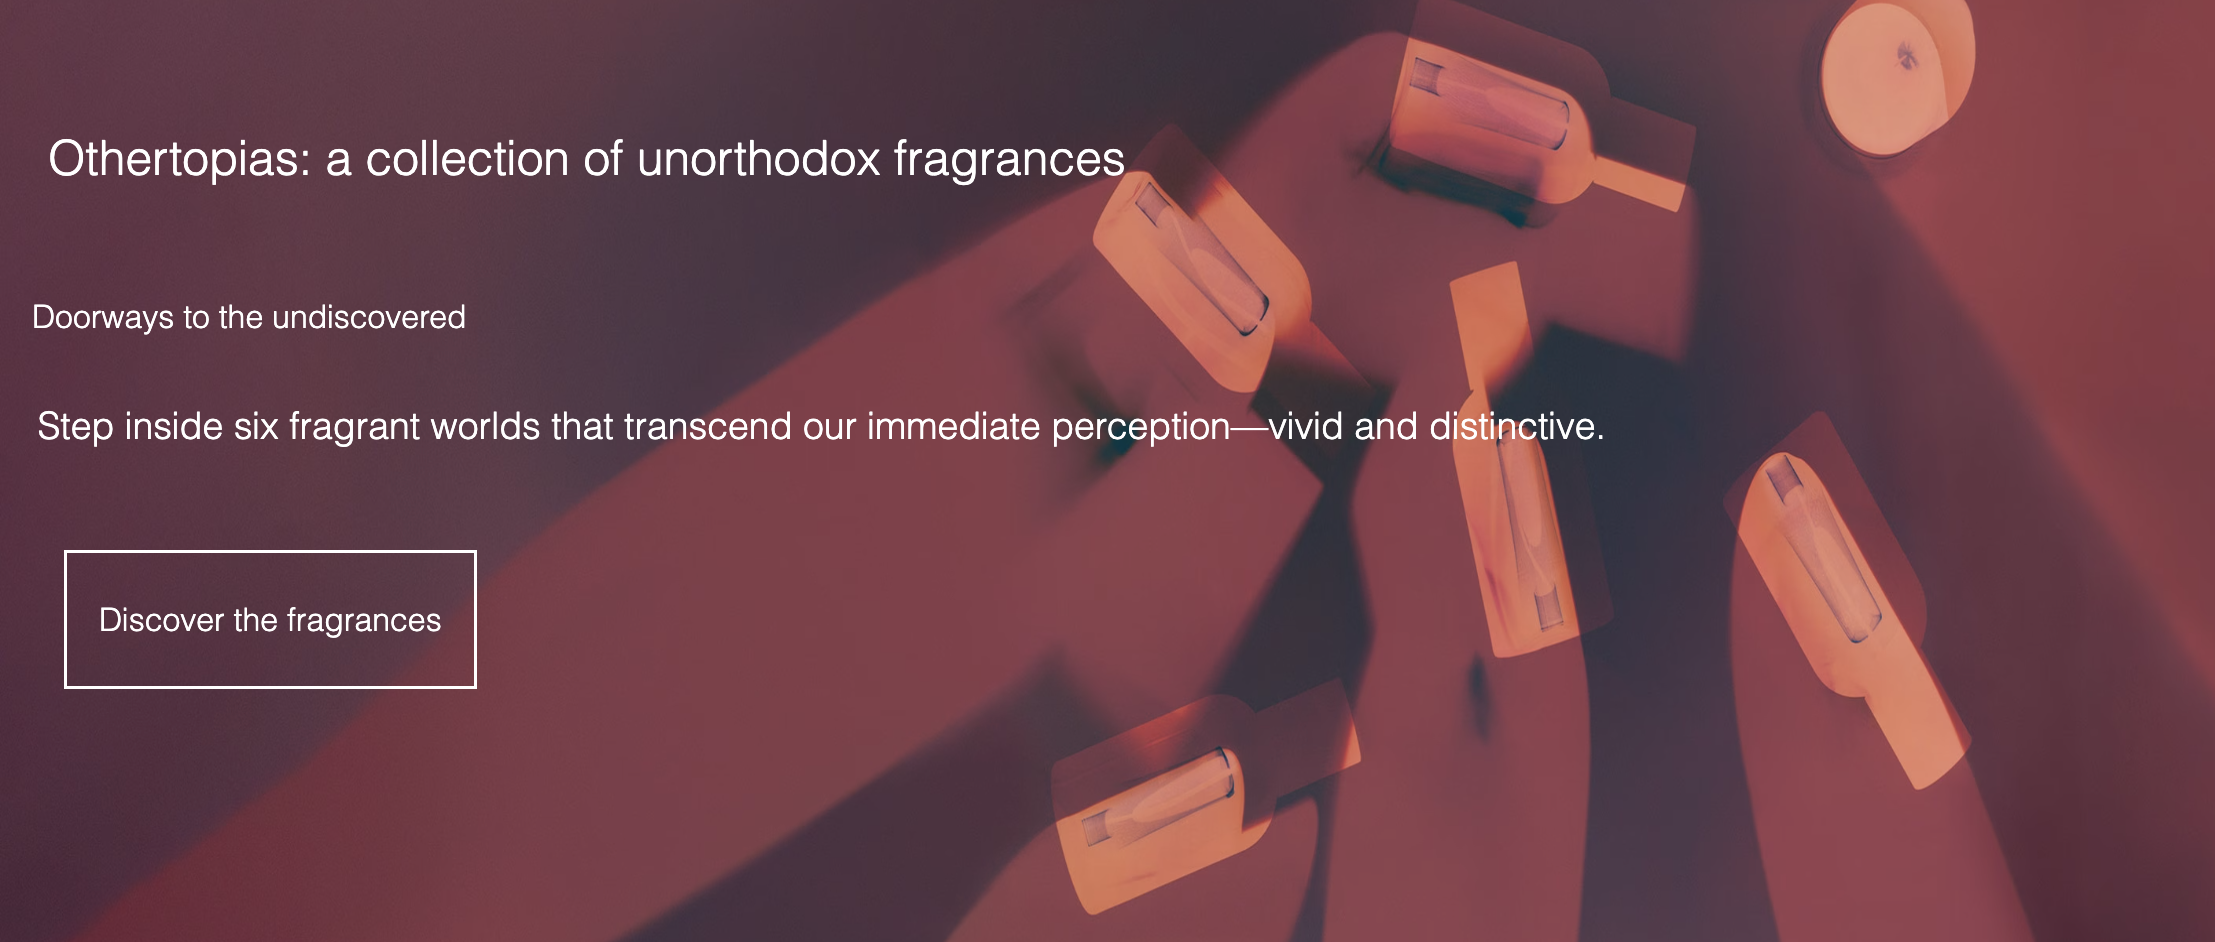 Othertopias: a collection of unorthodox fragrances
Doorways to the undiscovered
Step inside six fragrant worlds that transcend our immediate perception—vivid and distinctive.
Discover the fragrances